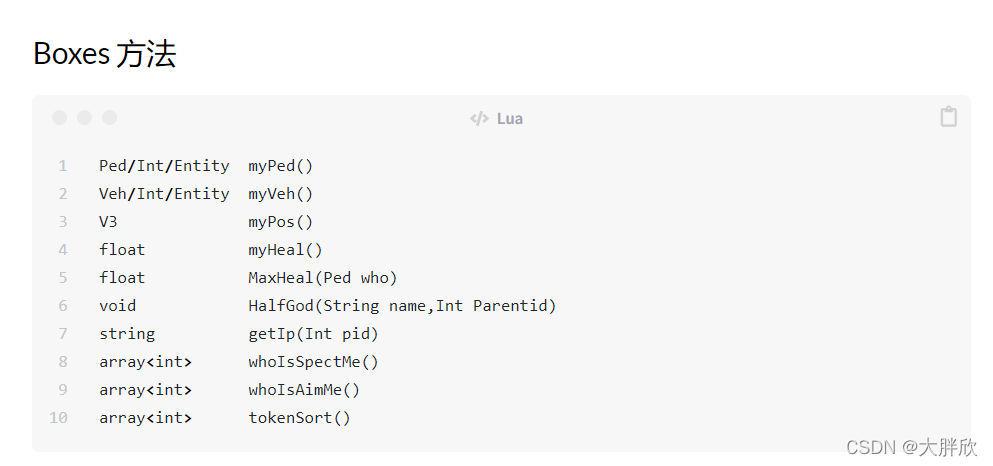 Boxes 方法
</> Lua
1 Ped/Int/Entity myPed()
2 Veh/Int/Entity myVeh()
3 V3 myPos()
4 float myHeal()
5 float MaxHeal(Ped who)
6 void HalfGod(String name,Int Parentid)
7 string getIp(Int pid)
8 array<int> whoIsSpectMe()
9 array<int> whoIsAimMe()
10 array<int> tokenSort()
CSDN @大胖欣